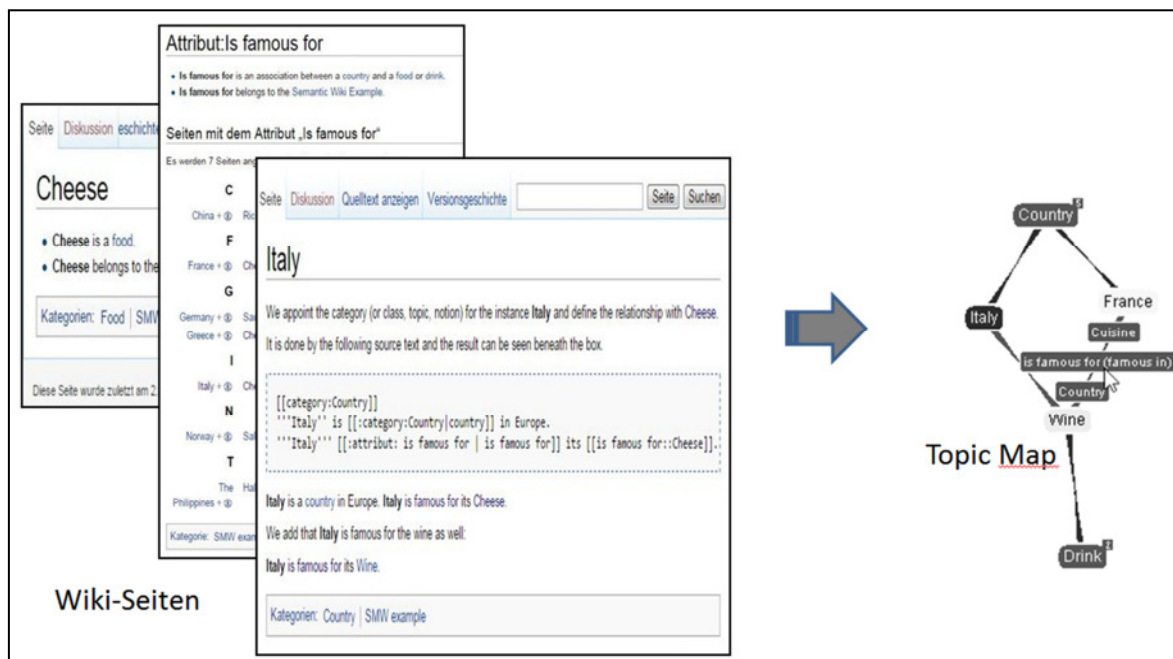 Attribut:Is famous for
• Is famous for is an association between a country and a food or drink.
• Is famous for belongs to the Semantic Wiki Example.
Seiten mit dem Attribut „Is famous for“
Es werden 7 Seiten
C
China +
F
France +
G
Germany +
Greece +
I
Italy +
N
Norway +
T
The
Philippines +
Kategorie: SMW
Seite Diskussion
Cheese
• Cheese is a food.
• Cheese belongs to the
Kategorien: Food | SMW
Diese Seite wurde zuletzt am 2.
Seite Diskussion Quelltext anzeigen Versionsgeschichte Seite Suchen
Italy
We appoint the category (or class, topic, notion) for the instance Italy and define the relationship with Cheese.
It is done by the following source text and the result can be seen beneath the box.
[[category:Country]]
'''Italy'' is [[:category:Country|country]] in Europe.
'''Italy''' [[:attribut: is famous for | is famous for]] its [[is famous for::Cheese]].
Italy is a country in Europe. Italy is famous for its Cheese.
We add that Italy is famous for the wine as well:
Italy is famous for its Wine.
Kategorien: Country | SMW example
Wiki-Seiten
Country
France
Italy
Cuisine
is famous for (famous in)
Country
Wine
Topic Map
Drink